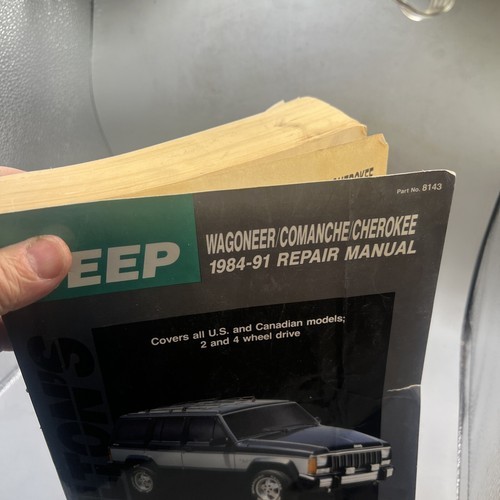 Part No. 8143
EEP
WAGONEER/COMANCHE/CHEROKEE
1984-91 REPAIR MANUAL
Covers all U.S. and Canadian models;
2 and 4 wheel drive